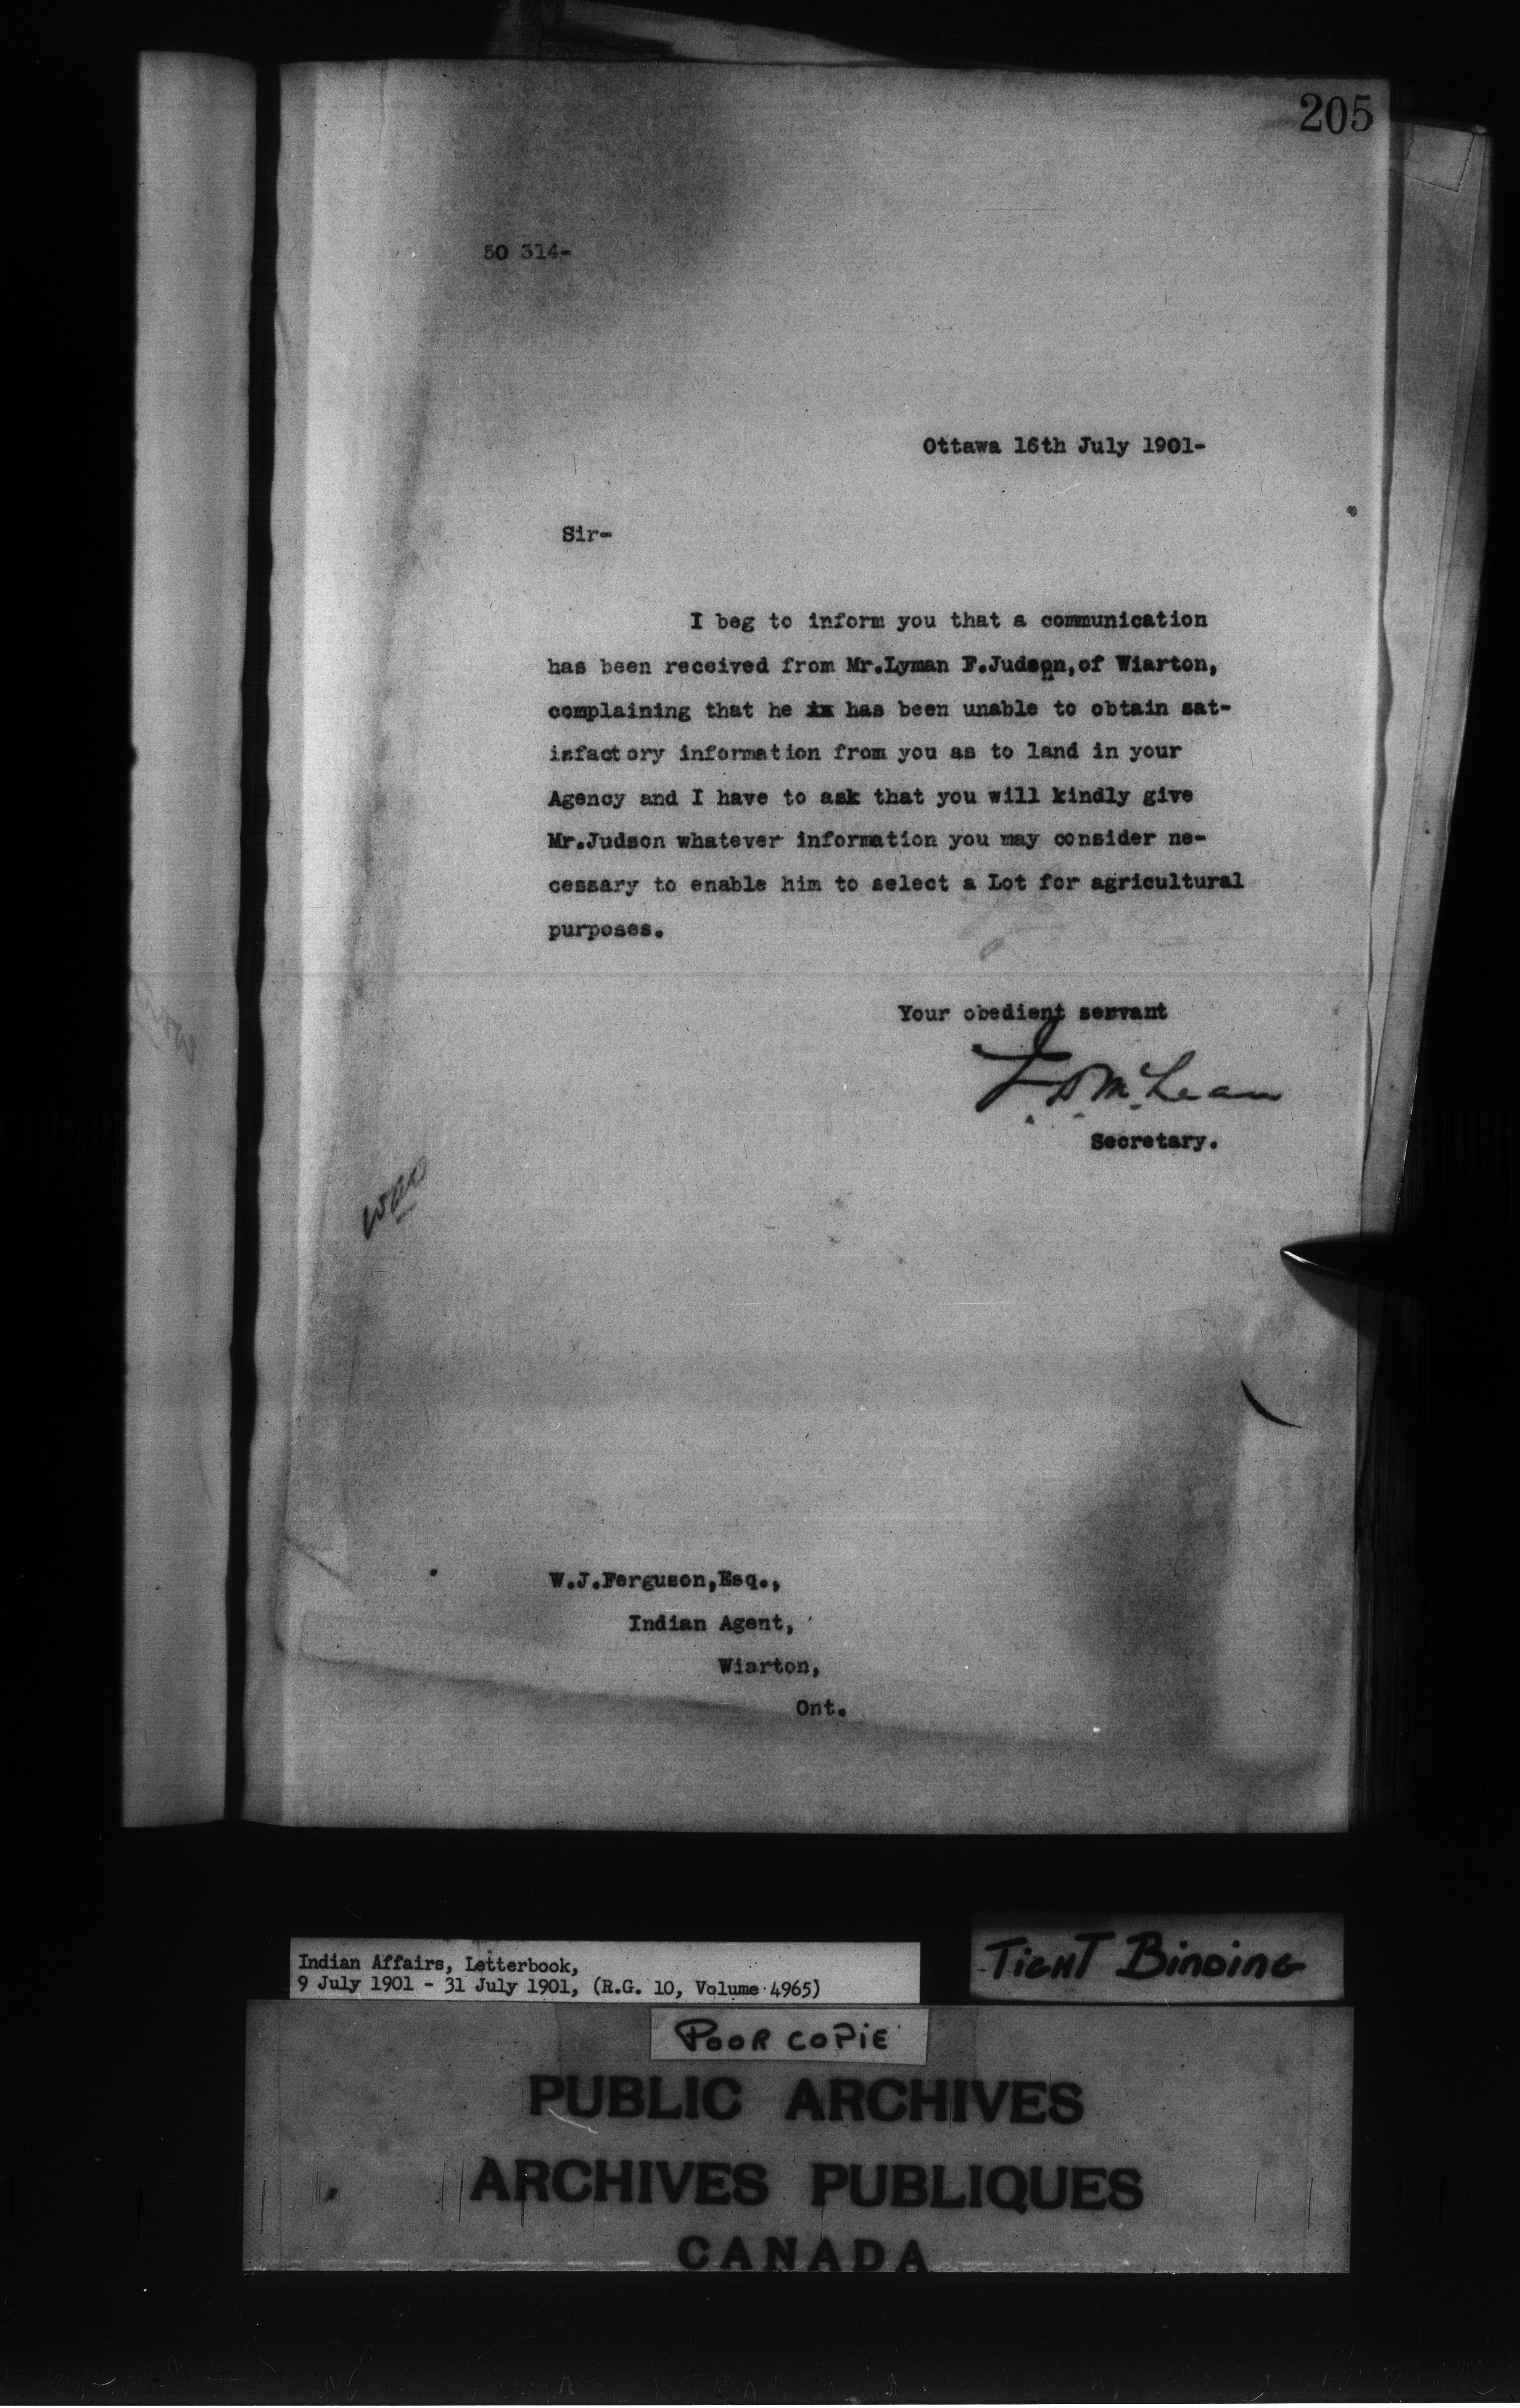 205
50 314-
Ottawa 16th July 1901-
Sir-
I beg to inform you that a communication
has been received from Mr.Lyman F.Judson,of Wiarton,
complaining that he ix has been unable to obtain sat-
isfactory information from you as to land in your
Agency and I have to ask that you will kindly give
Mr.Judson whatever information you may consider ne-
cessary to enable him to select a Lot for agricultural
purposes.
Your obedient servant
J.D.McLean
Secretary.
W.J.Ferguson,Esq.,
Indian Agent,
Wiarton,
Ont.
Indian Affairs, Letterbook,
9 July 1901 - 31 July 1901, (R.G. 10, Volume 4965)
TIGHT BINDING
POOR COPIE
PUBLIC ARCHIVES
ARCHIVES PUBLIQUES
CANADA